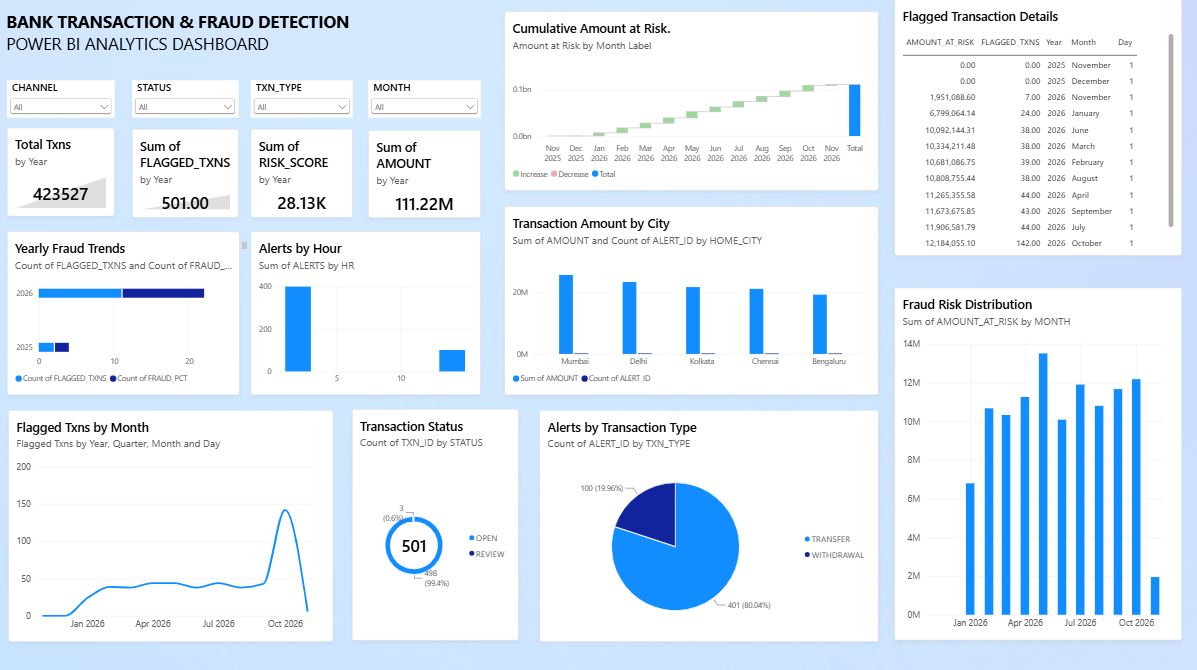 BANK TRANSACTION & FRAUD DETECTION
POWER BI ANALYTICS DASHBOARD
CHANNEL
All
STATUS
All
TXN_TYPE
All
MONTH
All
Total Txns
by Year
423527
Sum of
FLAGGED_TXNS
by Year
501.00
Sum of
RISK_SCORE
by Year
28.13K
Sum of
AMOUNT
by Year
111.22M
Yearly Fraud Trends
Count of FLAGGED_TXNS and Count of FRAUD_...
2026
2025
0 10 20
Count of FLAGGED_TXNS Count of FRAUD_PCT
Alerts by Hour
Sum of ALERTS by HR
400
200
0
5 10
Cumulative Amount at Risk.
Amount at Risk by Month Label
0.1bn
0.0bn
Nov Dec Jan Feb Mar Apr May Jun Jul Aug Sep Oct Nov Total
2025 2025 2026 2026 2026 2026 2026 2026 2026 2026 2026 2026 2026
Increase Decrease Total
Transaction Amount by City
Sum of AMOUNT and Count of ALERT_ID by HOME_CITY
20M
0M
Mumbai Delhi Kolkata Chennai Bengaluru
Sum of AMOUNT Count of ALERT_ID
Flagged Transaction Details
AMOUNT_AT_RISK FLAGGED_TXNS Year Month Day
0.00 0.00 2025 November 1
0.00 0.00 2025 December 1
1,951,088.60 7.00 2026 November 1
6,799,064.14 24.00 2026 January 1
10,092,144.31 38.00 2026 June 1
10,334,211.48 38.00 2026 March 1
10,681,086.75 39.00 2026 February 1
10,808,755.44 38.00 2026 August 1
11,265,355.58 44.00 2026 April 1
11,673,675.85 43.00 2026 September 1
11,906,581.79 44.00 2026 July 1
12,184,055.10 142.00 2026 October 1
Fraud Risk Distribution
Sum of AMOUNT_AT_RISK by MONTH
14M
12M
10M
8M
6M
4M
2M
0M
Jan 2026 Apr 2026 Jul 2026 Oct 2026
Flagged Txns by Month
Flagged Txns by Year, Quarter, Month and Day
200
150
100
50
0
Jan 2026 Apr 2026 Jul 2026 Oct 2026
Transaction Status
Count of TXN_ID by STATUS
3
(0.6%)
501
498
(99.4%)
OPEN
REVIEW
Alerts by Transaction Type
Count of ALERT_ID by TXN_TYPE
100 (19.96%)
401 (80.04%)
TRANSFER
WITHDRAWAL